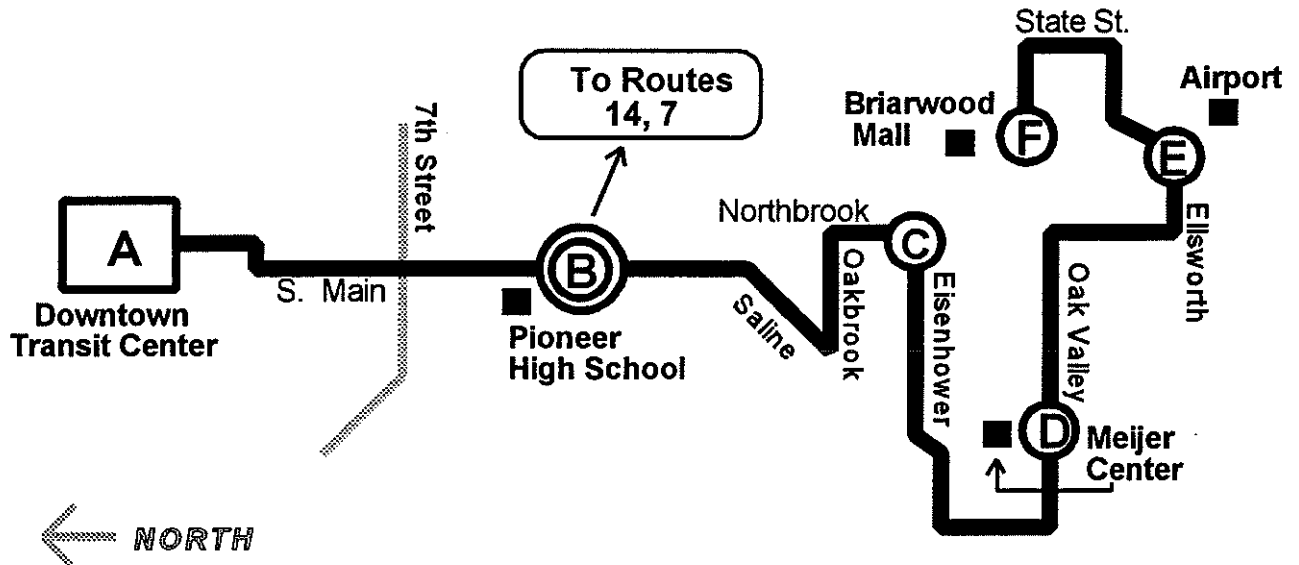 State St.
To Routes
14, 7
Airport
Briarwood
Mall
F
E
7th Street
A
Northbrook
C
B
Ellsworth
S. Main
Oakbrook
Eisenhower
Oak Valley
Saline
Downtown
Transit Center
Pioneer
High School
D
Meijer
Center
NORTH